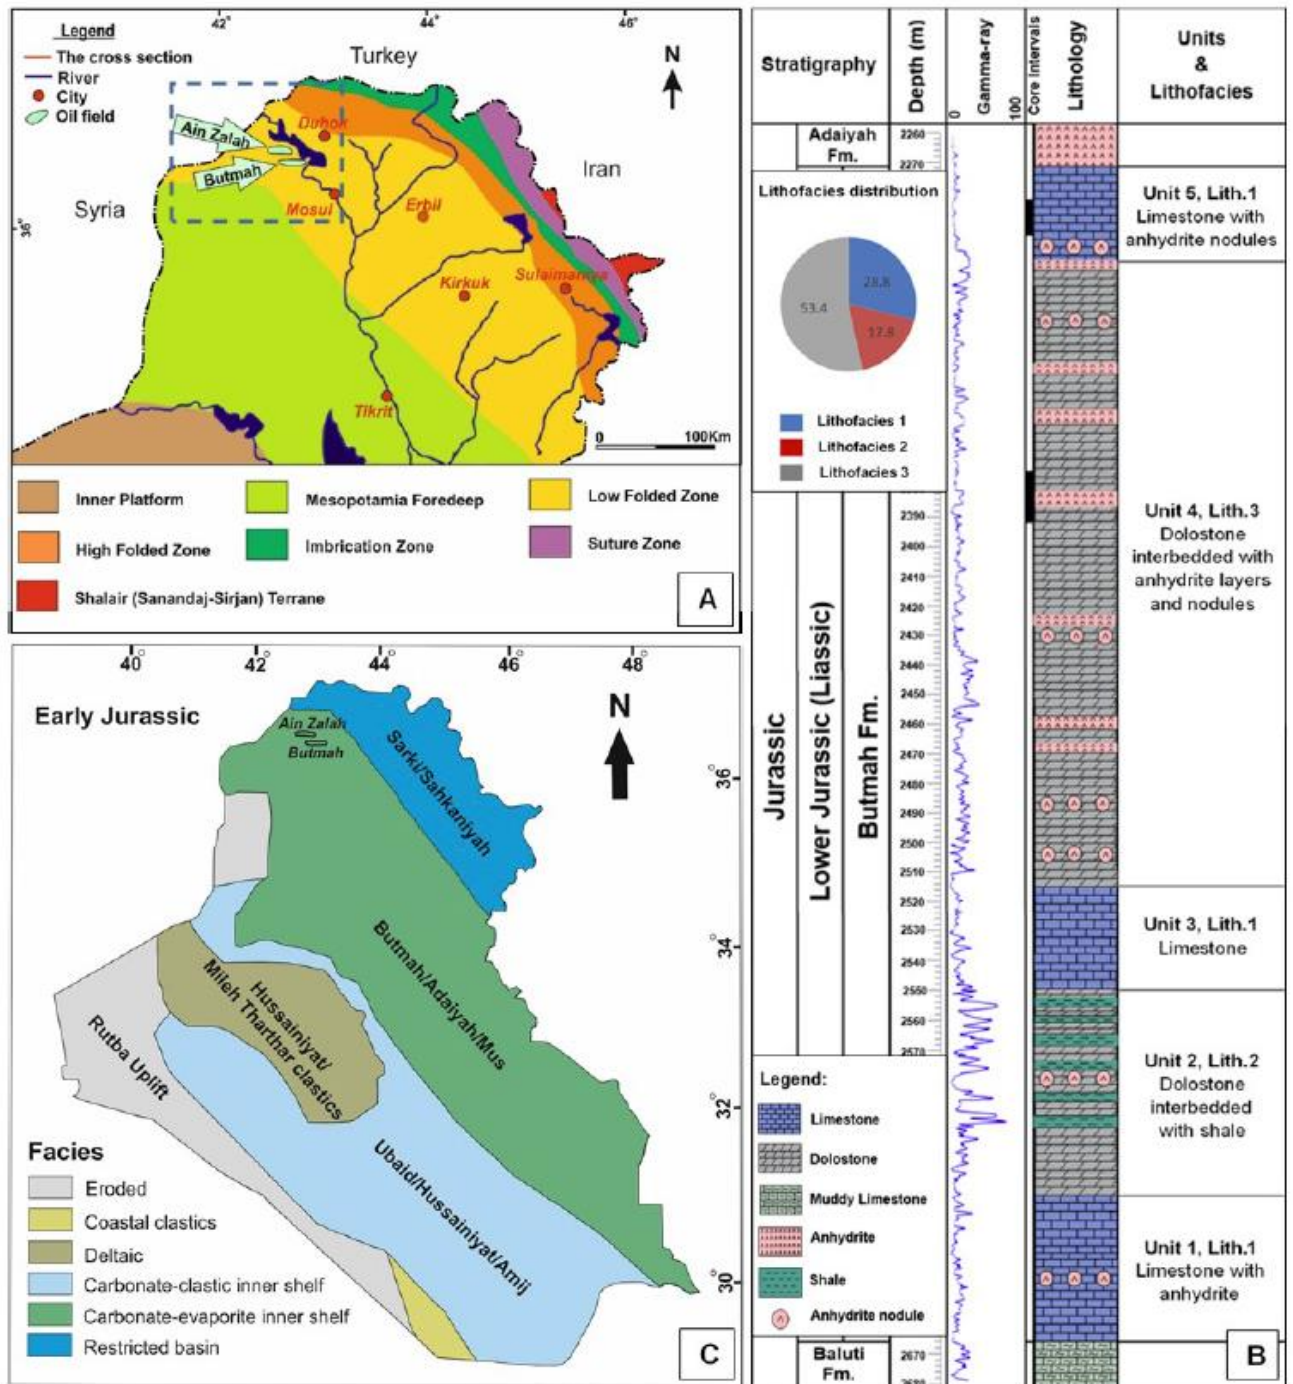 42°
44°
46°
Legend
The cross section
River
City
Oil field
Turkey
N
Duhok
Ain Zalah
Butmah
Iran
Syria
Mosul
Erbil
36°
Kirkuk
Sulaimaniya
Tikrit
0 100Km
Inner Platform
Mesopotamia Foredeep
Low Folded Zone
High Folded Zone
Imbrication Zone
Suture Zone
Shalair (Sanandaj-Sirjan) Terrane
A
40° 42° 44° 46° 48°
Early Jurassic
N
Ain Zalah
Butmah
Sarki/Sahkaniyah
36°
Butmah/Adaiyah/Mus
34°
Hussainiyat/
Mileh Tharthar clastics
Rutba Uplift
32°
Ubaid/Hussainiyat/Amij
30°
Facies
Eroded
Coastal clastics
Deltaic
Carbonate-clastic inner shelf
Carbonate-evaporite inner shelf
Restricted basin
C
Stratigraphy
Depth (m)
Gamma-ray
0 100
Core Intervals
Lithology
Units
&
Lithofacies
Adaiyah
Fm.
2260
2270
Lithofacies distribution
28.8
53.4
17.8
Lithofacies 1
Lithofacies 2
Lithofacies 3
Jurassic
Lower Jurassic (Liassic)
Butmah Fm.
2390
2400
2410
2420
2430
2440
2450
2460
2470
2480
2490
2500
2510
2520
2530
2540
2550
2560
2570
Unit 5, Lith.1
Limestone with
anhydrite nodules
Unit 4, Lith.3
Dolostone
interbedded with
anhydrite layers
and nodules
Unit 3, Lith.1
Limestone
Unit 2, Lith.2
Dolostone
interbedded
with shale
Unit 1, Lith.1
Limestone with
anhydrite
Legend:
Limestone
Dolostone
Muddy Limestone
Anhydrite
Shale
Anhydrite nodule
Baluti
Fm.
2670
2680
B